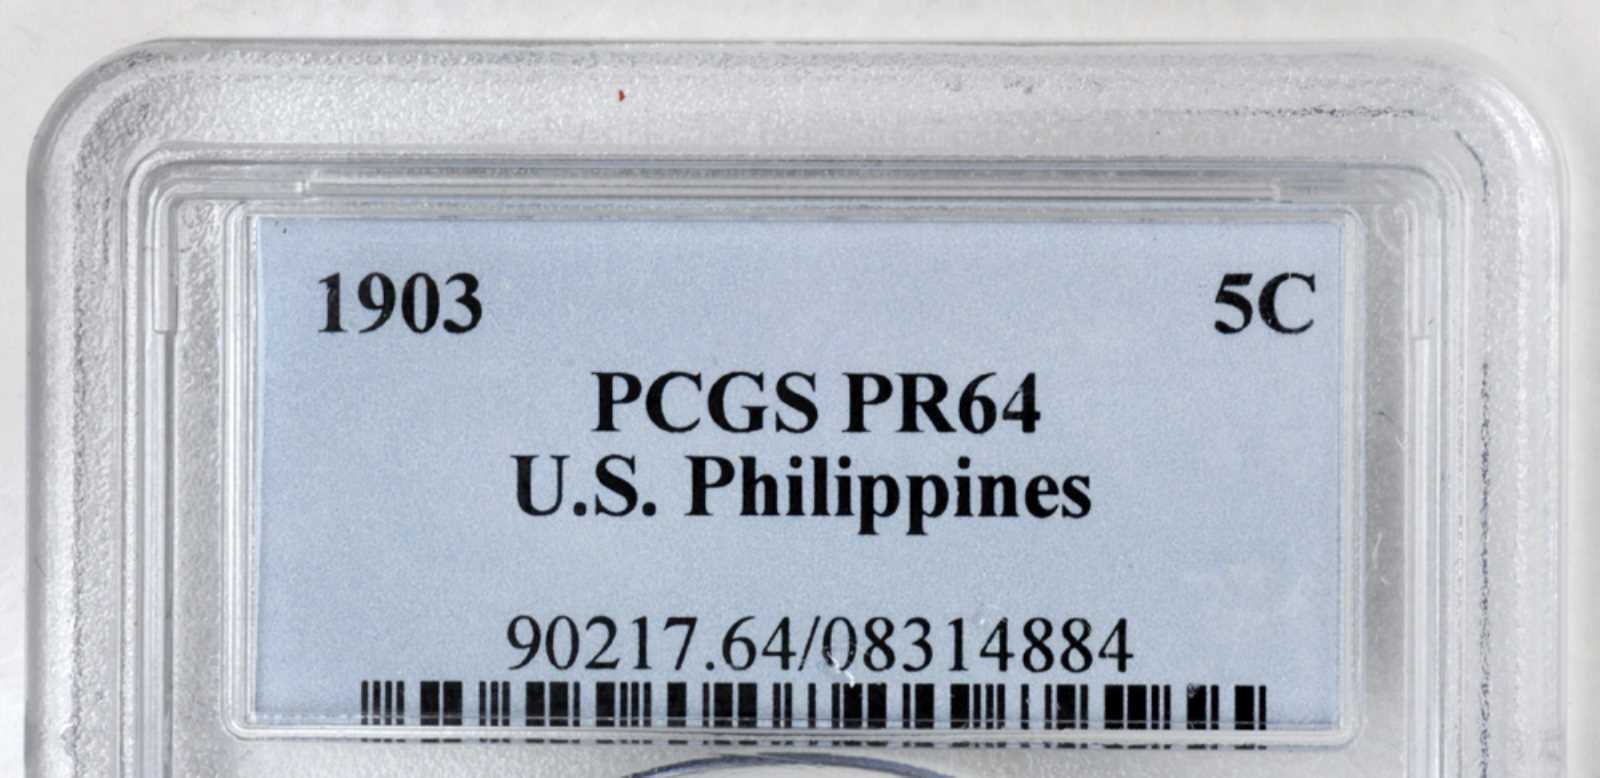 1903 5C
PCGS PR64
U.S. Philippines
90217.64/08314884